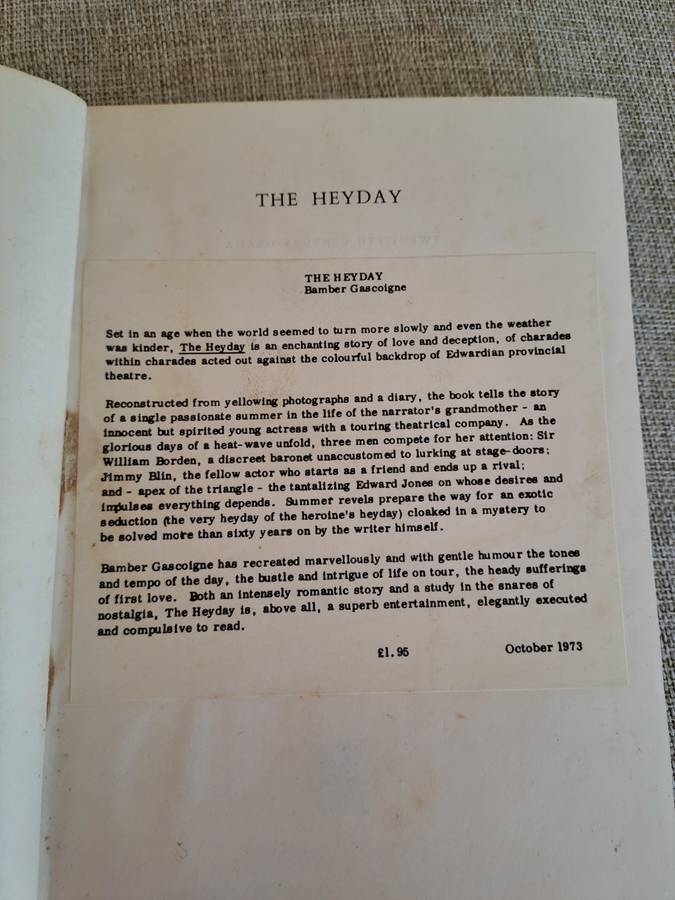 THE HEYDAY
THE HEYDAY
Bamber Gascoigne
Set in an age when the world seemed to turn more slowly and even the weather
was kinder, The Heyday is an enchanting story of love and deception, of charades
within charades acted out against the colourful backdrop of Edwardian provincial
theatre.
Reconstructed from yellowing photographs and a diary, the book tells the story
of a single passionate summer in the life of the narrator's grandmother - an
innocent but spirited young actress with a touring theatrical company. As the
glorious days of a heat-wave unfold, three men compete for her attention: Sir
William Borden, a discreet baronet unaccustomed to lurking at stage-doors;
Jimmy Blin, the fellow actor who starts as a friend and ends up a rival;
and - apex of the triangle - the tantalizing Edward Jones on whose desires and
impulses everything depends. Summer revels prepare the way for an exotic
seduction (the very heyday of the heroine's heyday) cloaked in a mystery to
be solved more than sixty years on by the writer himself.
Bamber Gascoigne has recreated marvellously and with gentle humour the tones
and tempo of the day, the bustle and intrigue of life on tour, the heady sufferings
of first love. Both an intensely romantic story and a study in the snares of
nostalgia, The Heyday is, above all, a superb entertainment, elegantly executed
and compulsive to read.
£1.95 October 1973